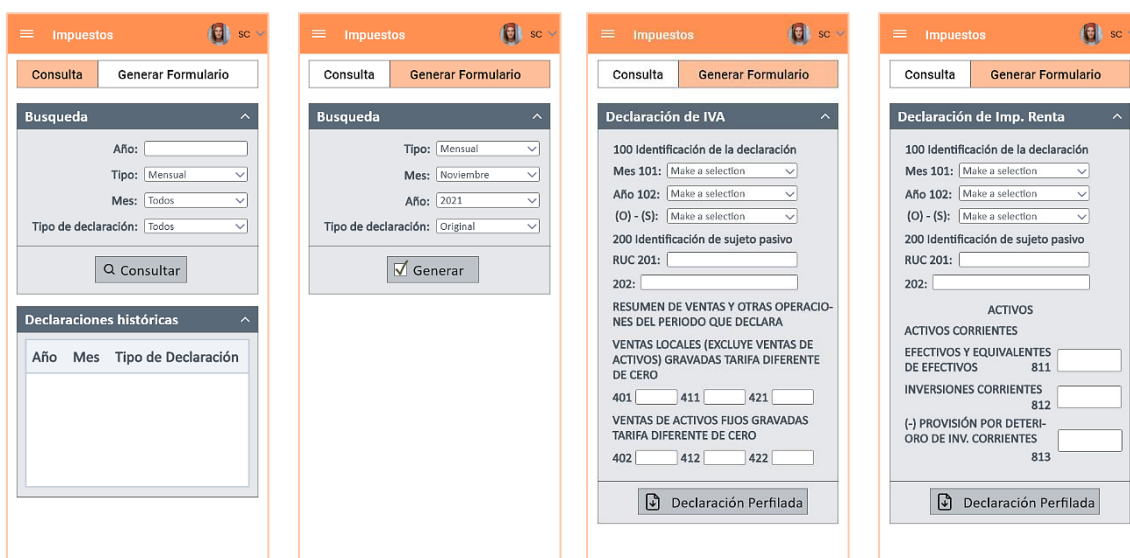 Impuestos
SC
Consulta
Generar Formulario
Busqueda
Año:
Tipo: Mensual
Mes: Todos
Tipo de declaración: Todos
Consultar
Declaraciones históricas
Año Mes Tipo de Declaración
Impuestos
SC
Consulta
Generar Formulario
Busqueda
Tipo: Mensual
Mes: Noviembre
Año: 2021
Tipo de declaración: Original
Generar
Impuestos
SC
Consulta
Generar Formulario
Declaración de IVA
100 Identificación de la declaración
Mes 101: Make a selection
Año 102: Make a selection
(O) - (S): Make a selection
200 Identificación de sujeto pasivo
RUC 201:
202:
RESUMEN DE VENTAS Y OTRAS OPERACIO-
NES DEL PERIODO QUE DECLARA
VENTAS LOCALES (EXCLUYE VENTAS DE
ACTIVOS) GRAVADAS TARIFA DIFERENTE
DE CERO
401 411 421
VENTAS DE ACTIVOS FIJOS GRAVADAS
TARIFA DIFERENTE DE CERO
402 412 422
Declaración Perfilada
Impuestos
SC
Consulta
Generar Formulario
Declaración de Imp. Renta
100 Identificación de la declaración
Mes 101: Make a selection
Año 102: Make a selection
(O) - (S): Make a selection
200 Identificación de sujeto pasivo
RUC 201:
202:
ACTIVOS
ACTIVOS CORRIENTES
EFECTIVOS Y EQUIVALENTES
DE EFECTIVOS 811
INVERSIONES CORRIENTES
812
(-) PROVISIÓN POR DETERI-
ORO DE INV. CORRIENTES
813
Declaración Perfilada